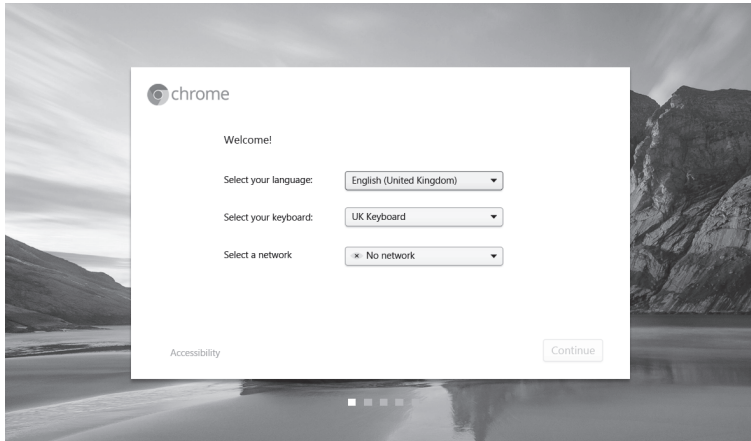 chrome
Welcome!
Select your language: English (United Kingdom)
Select your keyboard: UK Keyboard
Select a network No network
Accessibility Continue